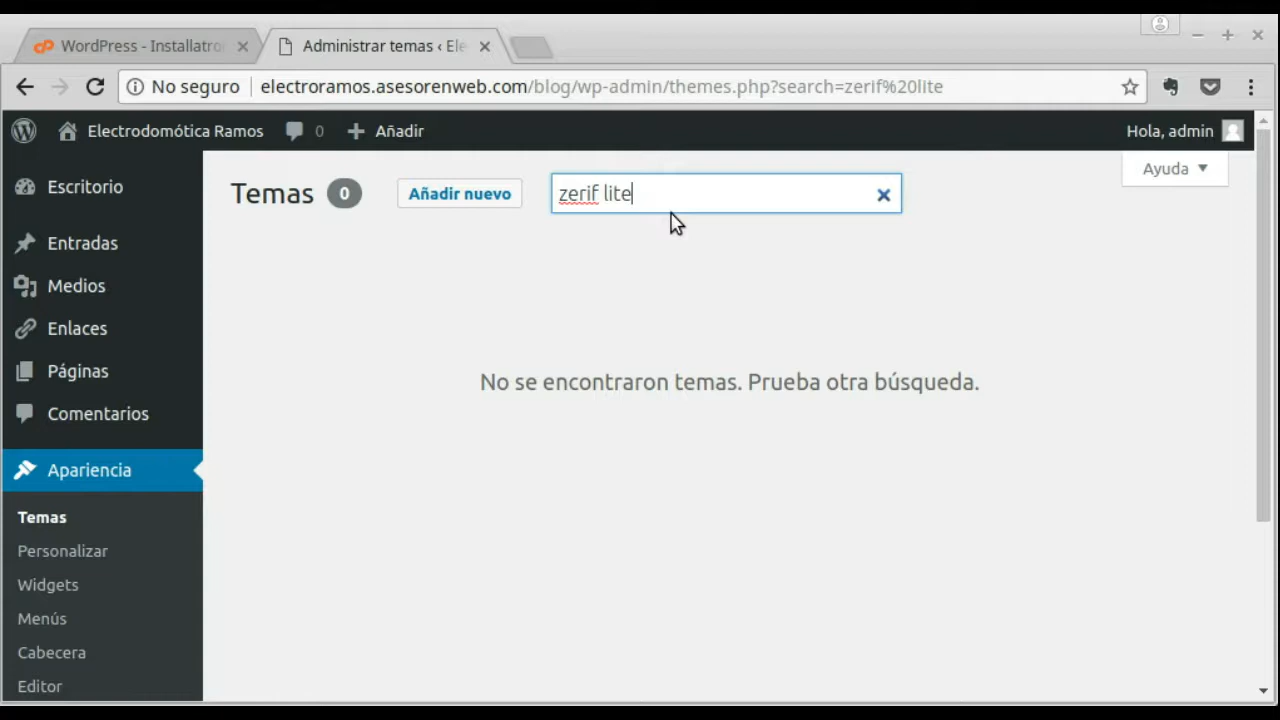 WordPress - Installatro
Administrar temas ‹ Ele
No seguro
electroramos.asesorenweb.com/blog/wp-admin/themes.php?search=zerif%20lite
Electrodomótica Ramos 0 Añadir Hola, admin
Ayuda
Escritorio
Entradas
Medios
Enlaces
Páginas
Comentarios
Apariencia
Temas
Personalizar
Widgets
Menús
Cabecera
Editor
Temas 0 Añadir nuevo zerif lite
No se encontraron temas. Prueba otra búsqueda.